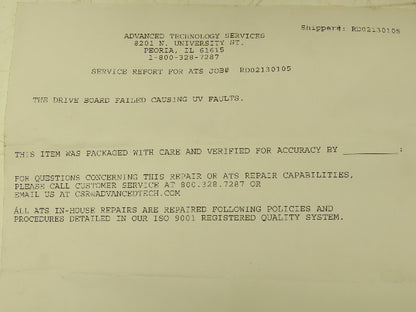 Shipper#: RD02130105
ADVANCED TECHNOLOGY SERVICES
8201 N. UNIVERSITY ST.
PEORIA, IL 61615
1-800-328-7287
SERVICE REPORT FOR ATS JOB# RD02130105
THE DRIVE BOARD FAILED CAUSING UV FAULTS.
THIS ITEM WAS PACKAGED WITH CARE AND VERIFIED FOR ACCURACY BY __________:
FOR QUESTIONS CONCERNING THIS REPAIR OR ATS REPAIR CAPABILITIES,
PLEASE CALL CUSTOMER SERVICE AT 800.328.7287 OR
EMAIL US AT CSR@ADVANCEDTECH.COM
ALL ATS IN-HOUSE REPAIRS ARE REPAIRED FOLLOWING POLICIES AND
PROCEDURES DETAILED IN OUR ISO 9001 REGISTERED QUALITY SYSTEM.